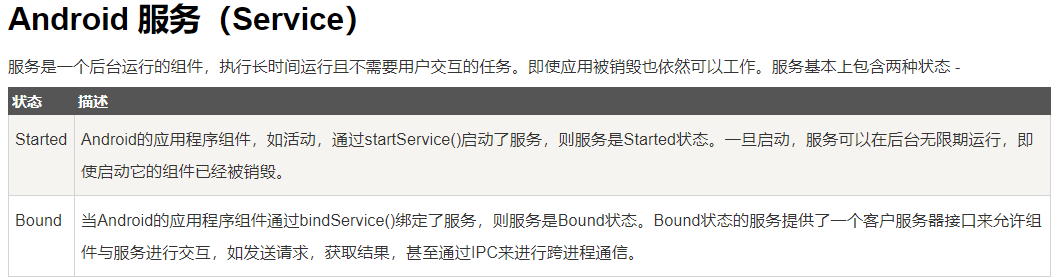 Android 服务（Service）
服务是一个后台运行的组件，执行长时间运行且不需要用户交互的任务。即使应用被销毁也依然可以工作。服务基本上包含两种状态 -
状态 描述
Started Android的应用程序组件，如活动，通过startService()启动了服务，则服务是Started状态。一旦启动，服务可以在后台无限期运行，即
使启动它的组件已经被销毁。
Bound 当Android的应用程序组件通过bindService()绑定了服务，则服务是Bound状态。Bound状态的服务提供了一个客户服务器接口来允许组
件与服务进行交互，如发送请求，获取结果，甚至通过IPC来进行跨进程通信。